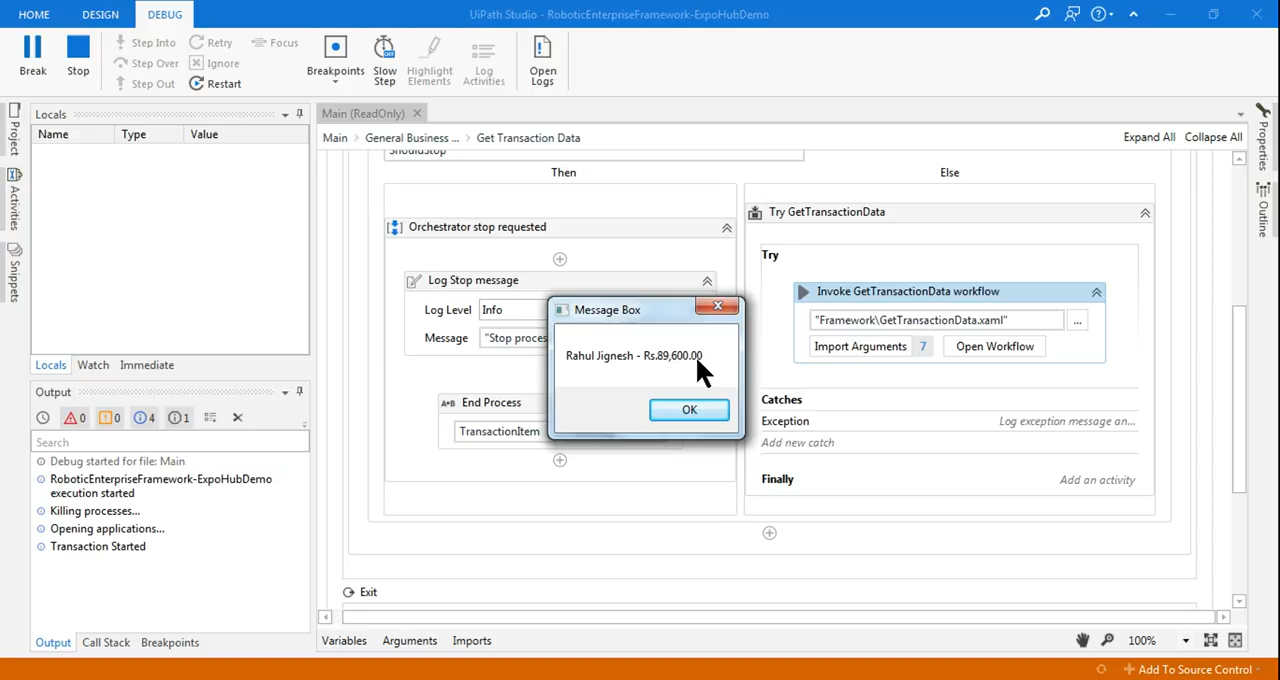 HOME DESIGN DEBUG UiPath Studio - RoboticEnterpriseFramework-ExpoHubDemo
Break Stop Step Into Step Over Step Out Retry Ignore Restart Focus Breakpoints Slow Step Highlight Elements Log Activities Open Logs
Project
Activities
Snippets
Locals
Name Type Value
Locals Watch Immediate
Output
0 0 4 1
Search
Debug started for file: Main
RoboticEnterpriseFramework-ExpoHubDemo
execution started
Killing processes...
Opening applications...
Transaction Started
Output Call Stack Breakpoints
Main (ReadOnly)
Main > General Business ... > Get Transaction Data Expand All Collapse All
ShouldStop
Then Else
Orchestrator stop requested
Log Stop message
Log Level Info
Message "Stop proces
End Process
TransactionItem
Message Box
Rahul Jignesh - Rs.89,600.00
OK
Try GetTransactionData
Try
Invoke GetTransactionData workflow
"Framework\GetTransactionData.xaml" ...
Import Arguments 7 Open Workflow
Catches
Exception Log exception message an...
Add new catch
Finally Add an activity
Exit
Variables Arguments Imports 100%
Properties
Outline
Add To Source Control